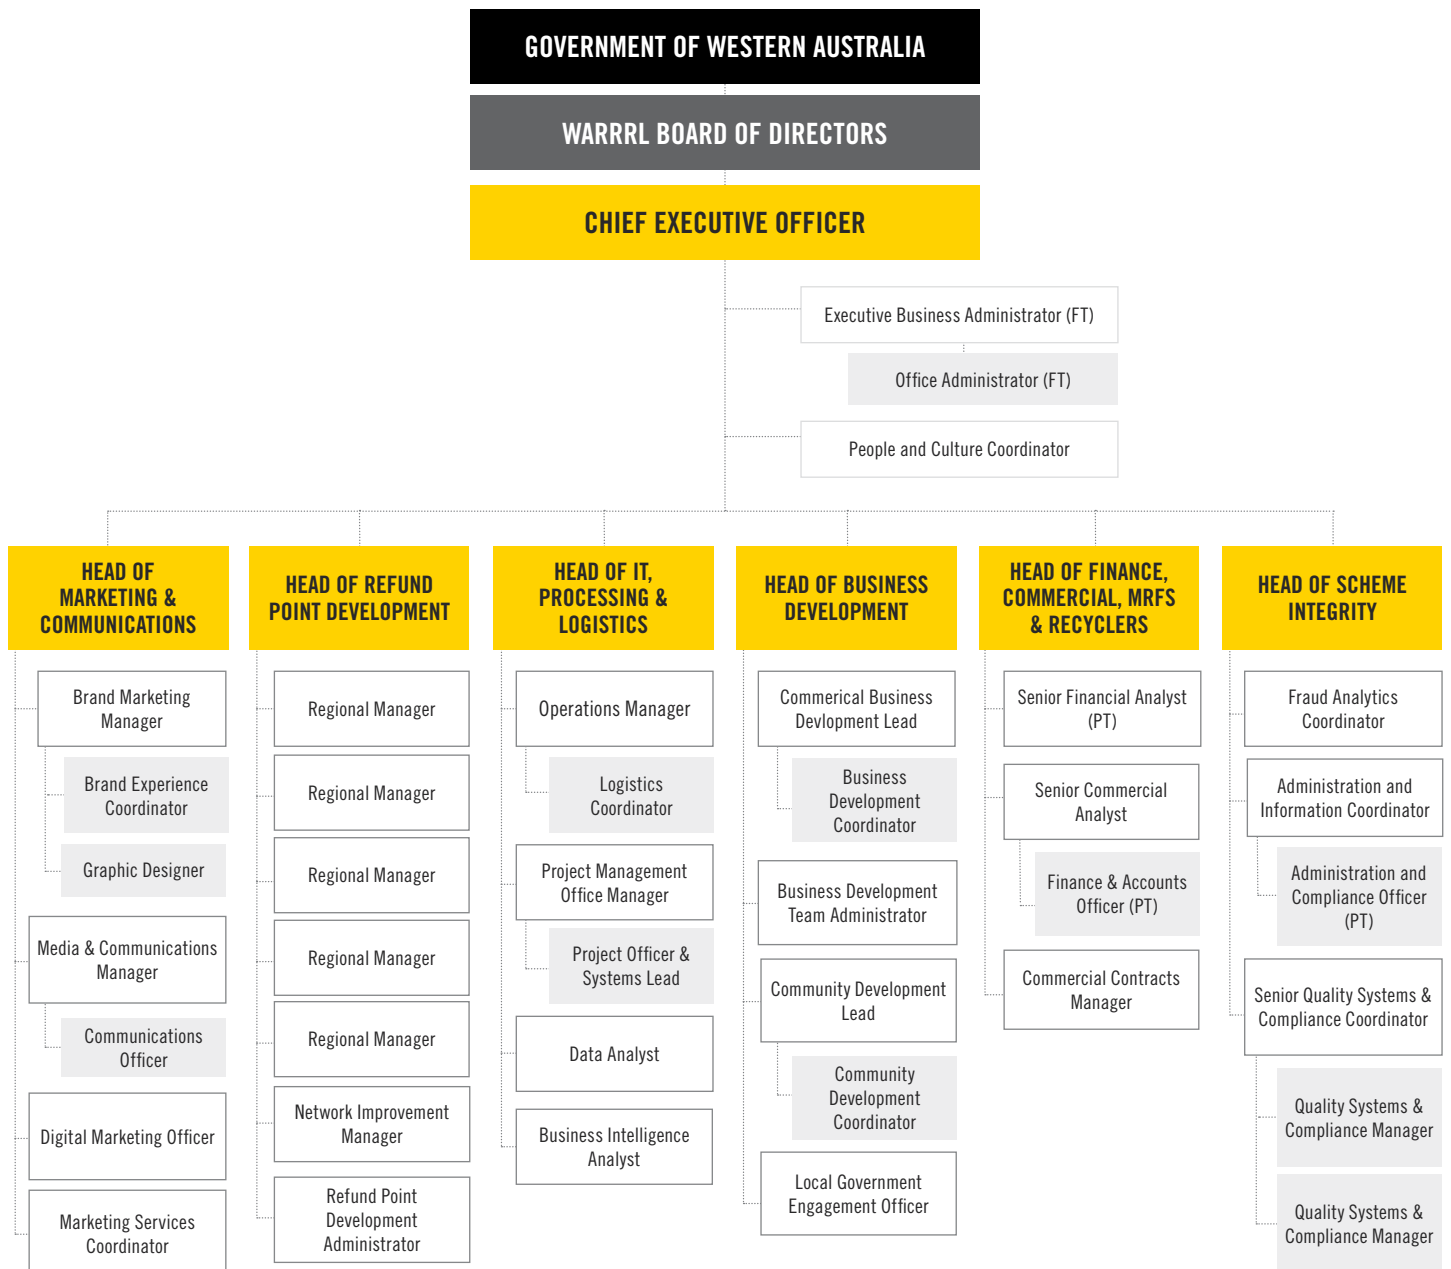 GOVERNMENT OF WESTERN AUSTRALIA
WARRRL BOARD OF DIRECTORS
CHIEF EXECUTIVE OFFICER
Executive Business Administrator (FT)
Office Administrator (FT)
People and Culture Coordinator
HEAD OF
MARKETING &
COMMUNICATIONS
Brand Marketing
Manager
Brand Experience
Coordinator
Graphic Designer
Media & Communications
Manager
Communications
Officer
Digital Marketing Officer
Marketing Services
Coordinator
HEAD OF REFUND
POINT DEVELOPMENT
Regional Manager
Regional Manager
Regional Manager
Regional Manager
Regional Manager
Network Improvement
Manager
Refund Point
Development
Administrator
HEAD OF IT,
PROCESSING &
LOGISTICS
Operations Manager
Logistics
Coordinator
Project Management
Office Manager
Project Officer &
Systems Lead
Data Analyst
Business Intelligence
Analyst
HEAD OF BUSINESS
DEVELOPMENT
Commerical Business
Devlopment Lead
Business
Development
Coordinator
Business Development
Team Administrator
Community Development
Lead
Community
Development
Coordinator
Local Government
Engagement Officer
HEAD OF FINANCE,
COMMERCIAL, MRFS
& RECYCLERS
Senior Financial Analyst
(PT)
Senior Commercial
Analyst
Finance & Accounts
Officer (PT)
Commercial Contracts
Manager
HEAD OF SCHEME
INTEGRITY
Fraud Analytics
Coordinator
Administration and
Information Coordinator
Administration and
Compliance Officer
(PT)
Senior Quality Systems &
Compliance Coordinator
Quality Systems &
Compliance Manager
Quality Systems &
Compliance Manager